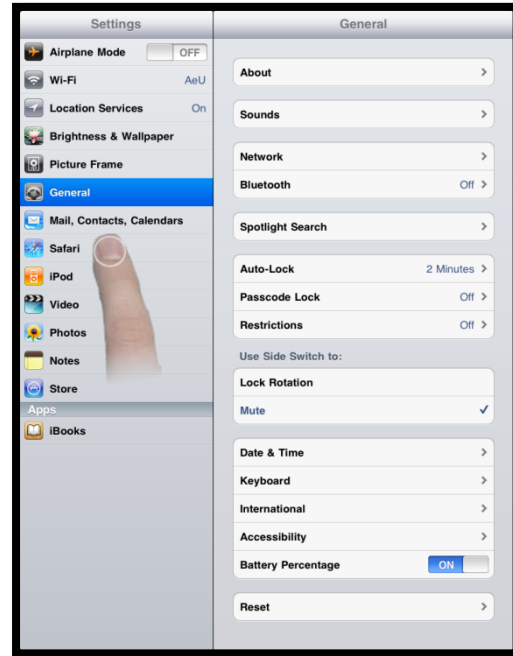 Settings
Airplane Mode OFF
Wi-Fi AeU
Location Services On
Brightness & Wallpaper
Picture Frame
General
Mail, Contacts, Calendars
Safari
iPod
Video
Photos
Notes
Store
Apps
iBooks
General
About
Sounds
Network
Bluetooth Off
Spotlight Search
Auto-Lock 2 Minutes
Passcode Lock Off
Restrictions Off
Use Side Switch to:
Lock Rotation
Mute
Date & Time
Keyboard
International
Accessibility
Battery Percentage ON
Reset